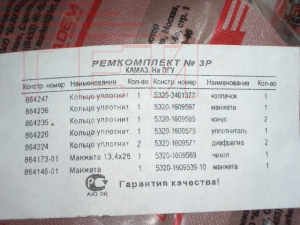 РЕМКОМПЛЕКТ № 3Р
КАМАЗ. На ПГУ
Констр. номер Наименование Кол-во Констр. номер Наименование Кол-во
864247 Кольцо уплотнит 1 5320-3401377 колпачок 1
864236 Кольцо уплотнит. 1 5320-1609597 манжета 1
864235 Кольцо уплотнит. 1 5320-1609585 конус 2
864226 Кольцо уплотнит 1 5320-1609575 уплотнитель 1
864224 Кольцо уплотнит. 2 5320-1609571 диафрагма 2
864173-01 Манжета 13,4х26 1 5320-1609569 чехол 1
864146-01 Манжета 1 5320-1609539-10 манжета 1
Гарантия качества!